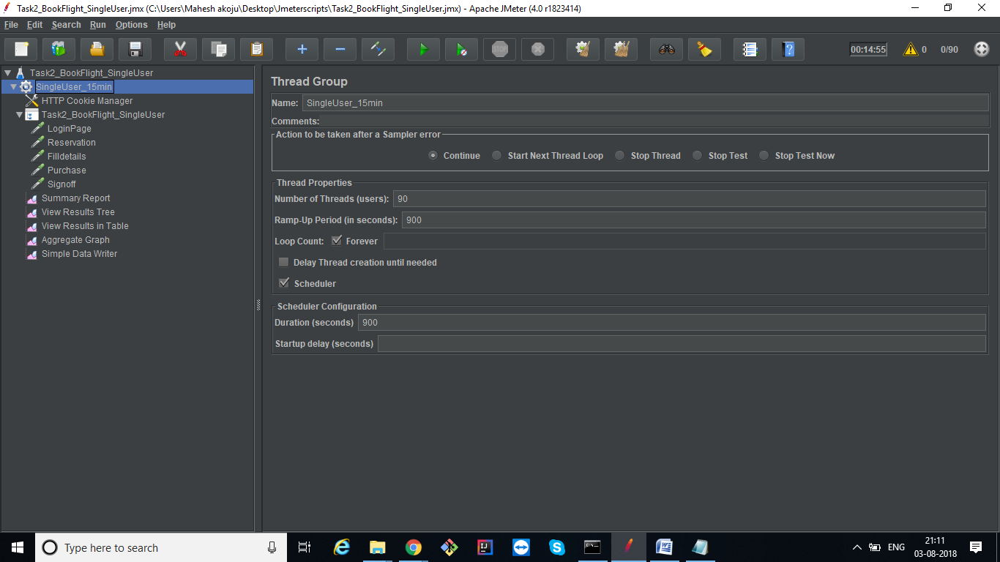 Task2_BookFlight_SingleUser.jmx (C:\Users\Mahesh akoju\Desktop\Jmeterscripts\Task2_BookFlight_SingleUser.jmx) - Apache JMeter (4.0 r1823414)
File Edit Search Run Options Help
STOP 00:14:55 0 0/90
Task2_BookFlight_SingleUser
SingleUser_15min
HTTP Cookie Manager
Task2_BookFlight_SingleUser
LoginPage
Reservation
Filldetails
Purchase
Signoff
Summary Report
View Results Tree
View Results in Table
Aggregate Graph
Simple Data Writer
Thread Group
Name: SingleUser_15min
Comments:
Action to be taken after a Sampler error
Continue Start Next Thread Loop Stop Thread Stop Test Stop Test Now
Thread Properties
Number of Threads (users): 90
Ramp-Up Period (in seconds): 900
Loop Count: Forever
Delay Thread creation until needed
Scheduler
Scheduler Configuration
Duration (seconds) 900
Startup delay (seconds)
Type here to search
ENG
21:11
03-08-2018